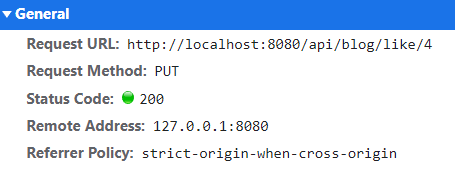 General
Request URL: http://localhost:8080/api/blog/like/4
Request Method: PUT
Status Code: 200
Remote Address: 127.0.0.1:8080
Referrer Policy: strict-origin-when-cross-origin